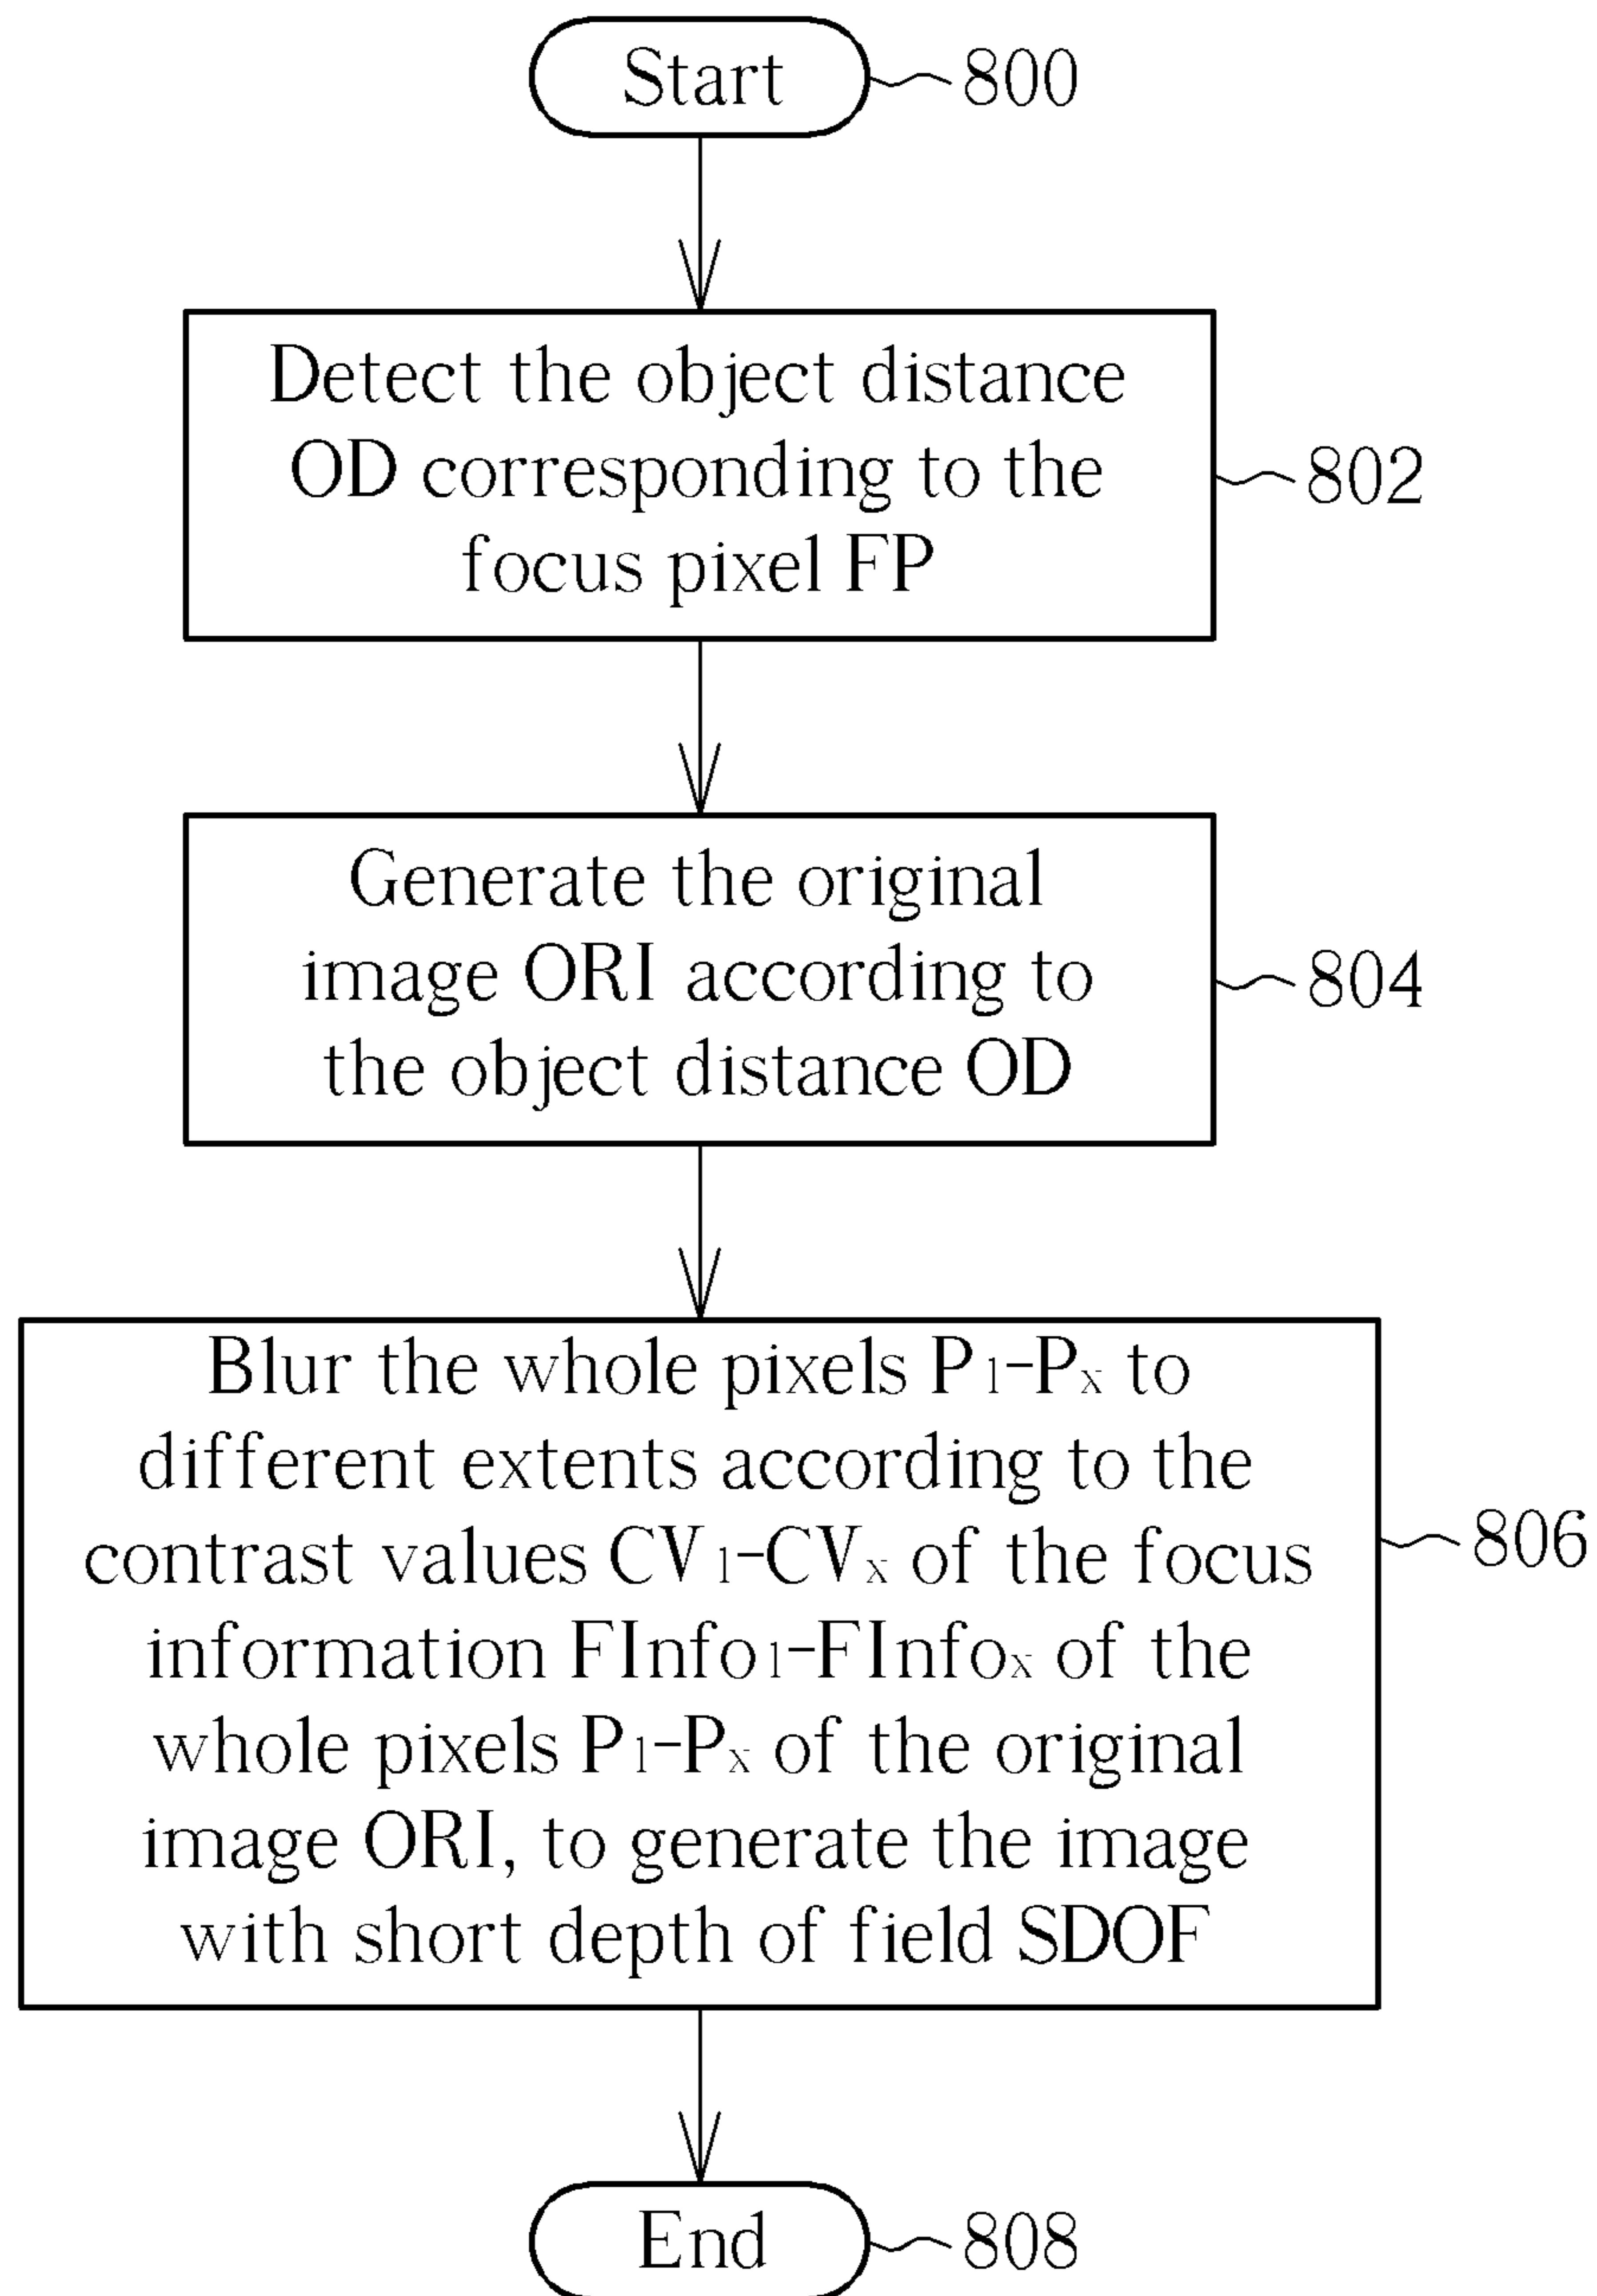 Start
800
Detect the object distance
OD corresponding to the
focus pixel FP
802
Generate the original
image ORI according to
the object distance OD
804
Blur the whole pixels P₁-Pₓ to
different extents according to the
contrast values CV₁-CVₓ of the focus
information FInfo₁-FInfoₓ of the
whole pixels P₁-Pₓ of the original
image ORI, to generate the image
with short depth of field SDOF
806
End
808